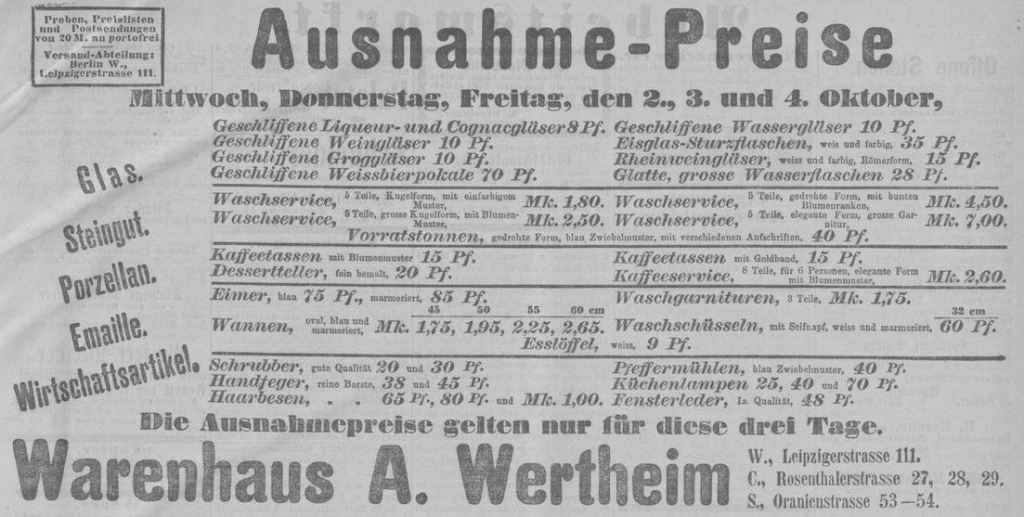 Proben, Preislisten
und Postsendungen
von 20 M. an portofrei.
Versand-Abteilung:
Berlin W.,
Leipzigerstrasse 111.
Ausnahme-Preise
Mittwoch, Donnerstag, Freitag, den 2., 3. und 4. Oktober,
Glas.
Geschliffene Liqueur- und Cognacgläser 8 Pf.
Geschliffene Weingläser 10 Pf.
Geschliffene Groggläser 10 Pf.
Geschliffene Weissbierpokale 70 Pf.
Geschliffene Wassergläser 10 Pf.
Eisglas-Sturzflaschen, weis und farbig, 35 Pf.
Rheinweingläser, weiss und farbig, Römerform, 15 Pf.
Glatte, grosse Wasserflaschen 28 Pf.
Steingut.
Waschservice, 5 Teile, Kugelform, mit einfarbigem Muster, Mk. 1,80.
Waschservice, 5 Teile, grosse Kugelform, mit Blumen-Muster, Mk. 2,50.
Waschservice, 5 Teile, gedrehte Form, mit bunten Blumenranken, Mk. 4,50.
Waschservice, 5 Teile, elegante Form, grosse Garnitur, Mk. 7,00.
Vorratstonnen, gedrehte Form, blau Zwiebelmuster, mit verschiedenen Aufschriften, 40 Pf.
Porzellan.
Kaffeetassen mit Blumenmuster 15 Pf.
Dessertteller, fein bemalt, 20 Pf.
Kaffeetassen mit Goldband, 15 Pf.
Kaffeeservice, 8 Teile, für 6 Personen, elegante Form mit Blumenmuster, Mk. 2,60.
Emaille.
Eimer, blau 75 Pf., marmoriert, 85 Pf.
45 50 55 60 cm
Wannen, oval, blau und marmoriert, Mk. 1,75, 1,95, 2,25, 2,65.
Waschgarnituren, 3 Teile, Mk. 1,75.
32 cm
Waschschüsseln, mit Seifnapf, weiss und marmoriert, 60 Pf.
Esslöffel, weiss, 9 Pf.
Wirtschaftsartikel.
Schrubber, gute Qualität 20 und 30 Pf.
Handfeger, reine Borste, 38 und 45 Pf.
Haarbesen, „ „ 65 Pf., 80 Pf. und Mk. 1,00.
Pfeffermühlen, blau Zwiebelmuster, 40 Pf.
Küchenlampen 25, 40 und 70 Pf.
Fensterleder, Ia. Qualität, 48 Pf.
Die Ausnahmepreise gelten nur für diese drei Tage.
Warenhaus A. Wertheim
W., Leipzigerstrasse 111.
C., Rosenthalerstrasse 27, 28, 29.
S., Oranienstrasse 53—54.